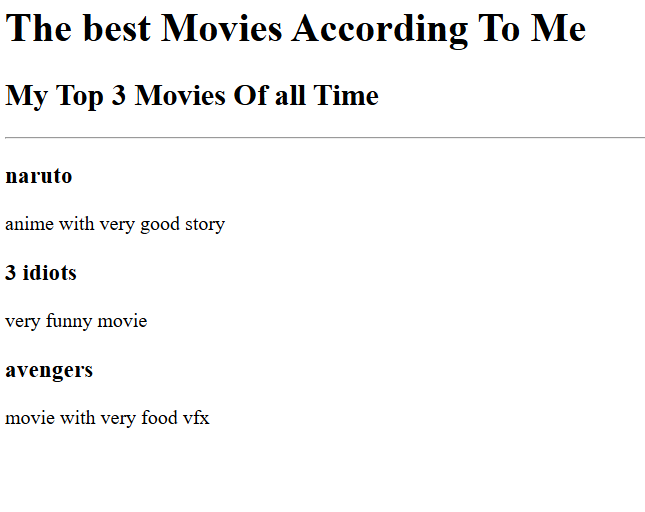 The best Movies According To Me
My Top 3 Movies Of all Time
naruto
anime with very good story
3 idiots
very funny movie
avengers
movie with very food vfx